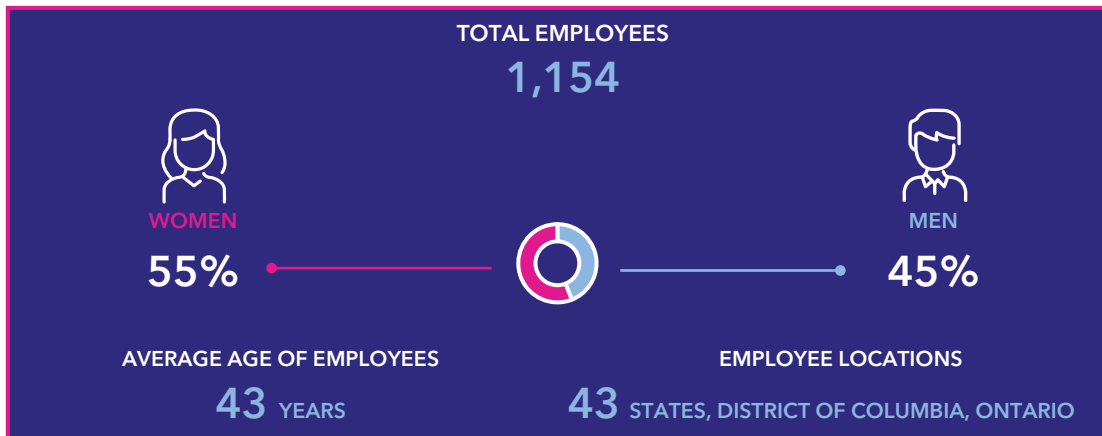 TOTAL EMPLOYEES
1,154
WOMEN
55%
MEN
45%
AVERAGE AGE OF EMPLOYEES
43 YEARS
EMPLOYEE LOCATIONS
43 STATES, DISTRICT OF COLUMBIA, ONTARIO